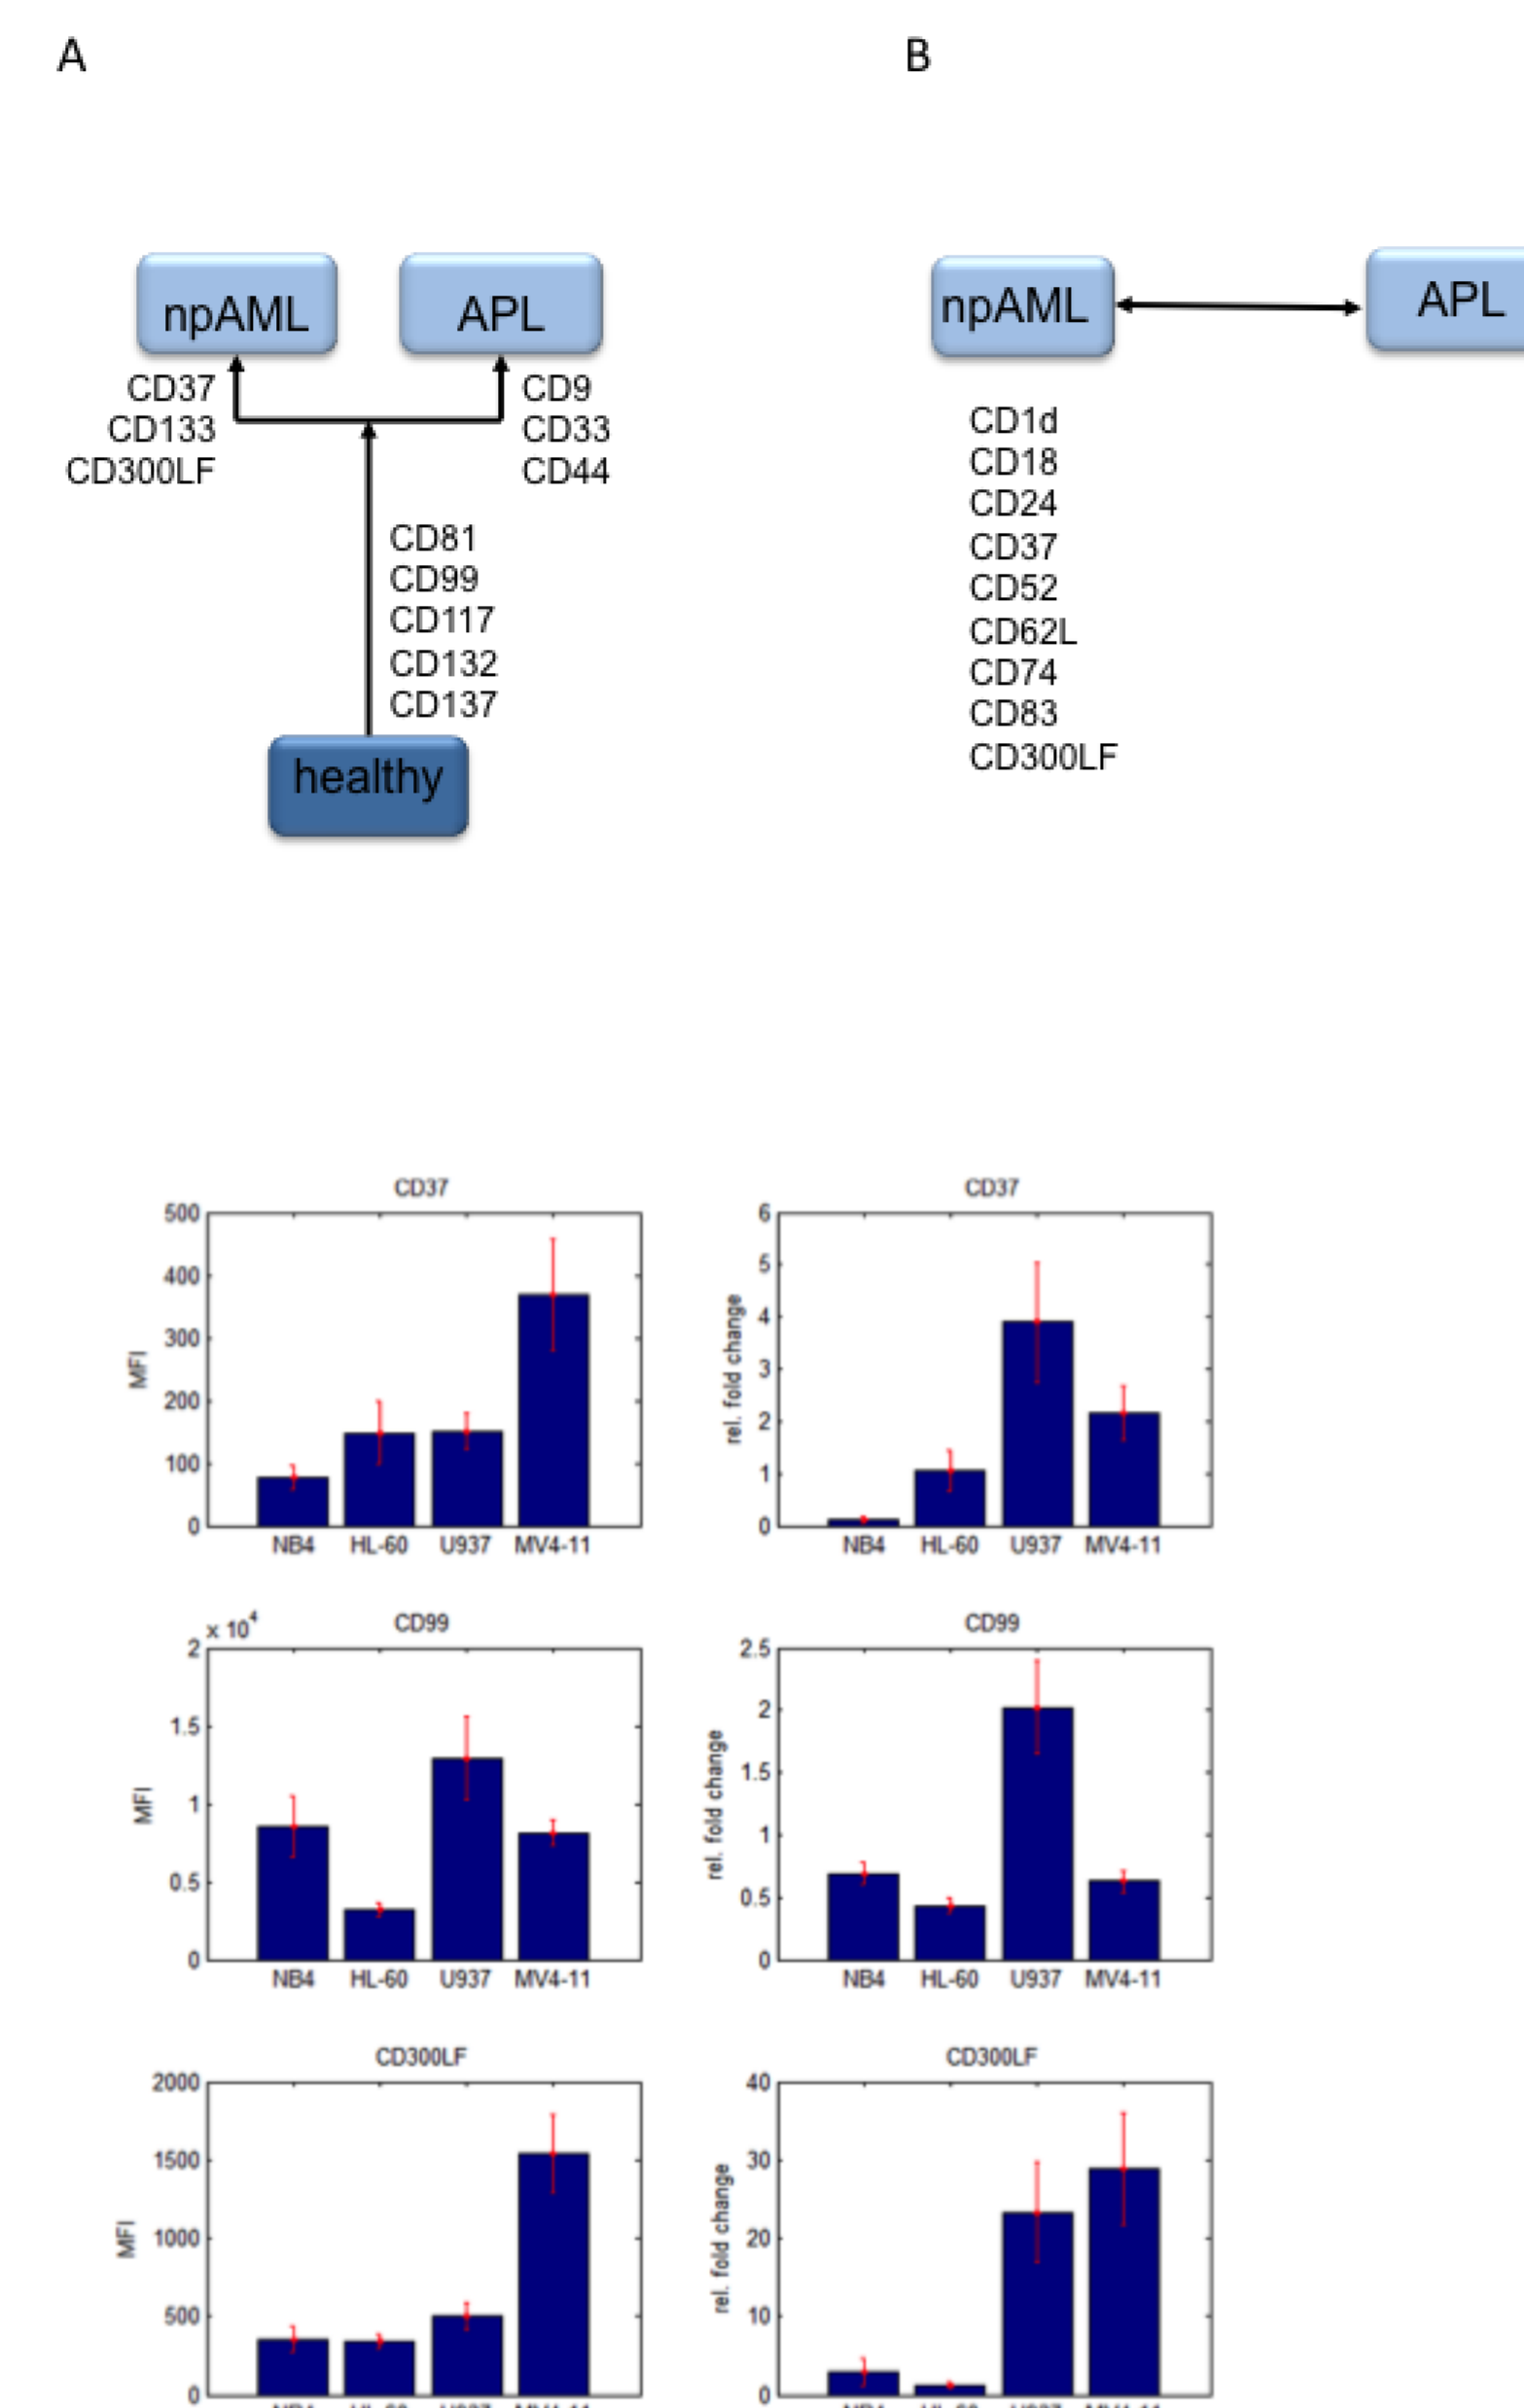 A
B
npAML
APL
npAML
APL
CD37
CD133
CD300LF
CD9
CD33
CD44
CD81
CD99
CD117
CD132
CD137
healthy
CD1d
CD18
CD24
CD37
CD52
CD62L
CD74
CD83
CD300LF
CD37
500
400
300
200
100
0
MFI
NB4 HL-60 U937 MV4-11
CD37
6
5
4
3
2
1
0
rel. fold change
NB4 HL-60 U937 MV4-11
CD99
x 10^4
2
1.5
1
0.5
0
MFI
NB4 HL-60 U937 MV4-11
CD99
2.5
2
1.5
1
0.5
0
rel. fold change
NB4 HL-60 U937 MV4-11
CD300LF
2000
1500
1000
500
0
MFI
CD300LF
40
30
20
10
0
rel. fold change